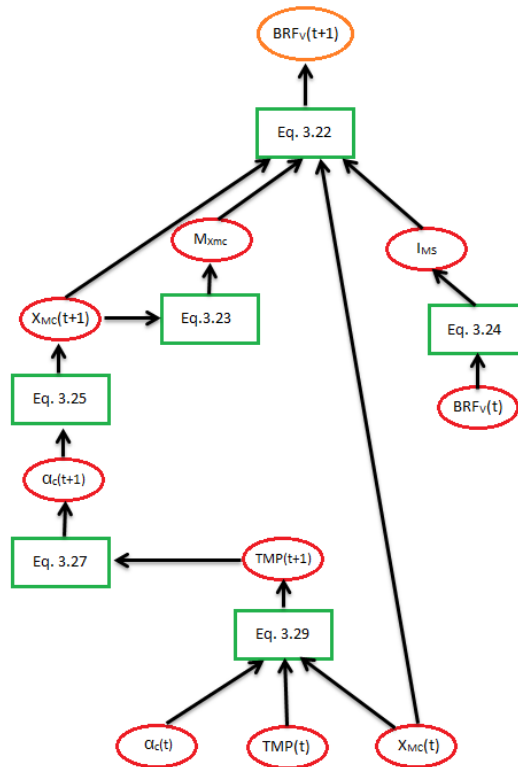 BRFV(t+1)
Eq. 3.22
MXmc
IMS
XMC(t+1)
Eq.3.23
Eq. 3.24
Eq. 3.25
BRFV(t)
αc(t+1)
Eq. 3.27
TMP(t+1)
Eq. 3.29
αc(t)
TMP(t)
XMC(t)